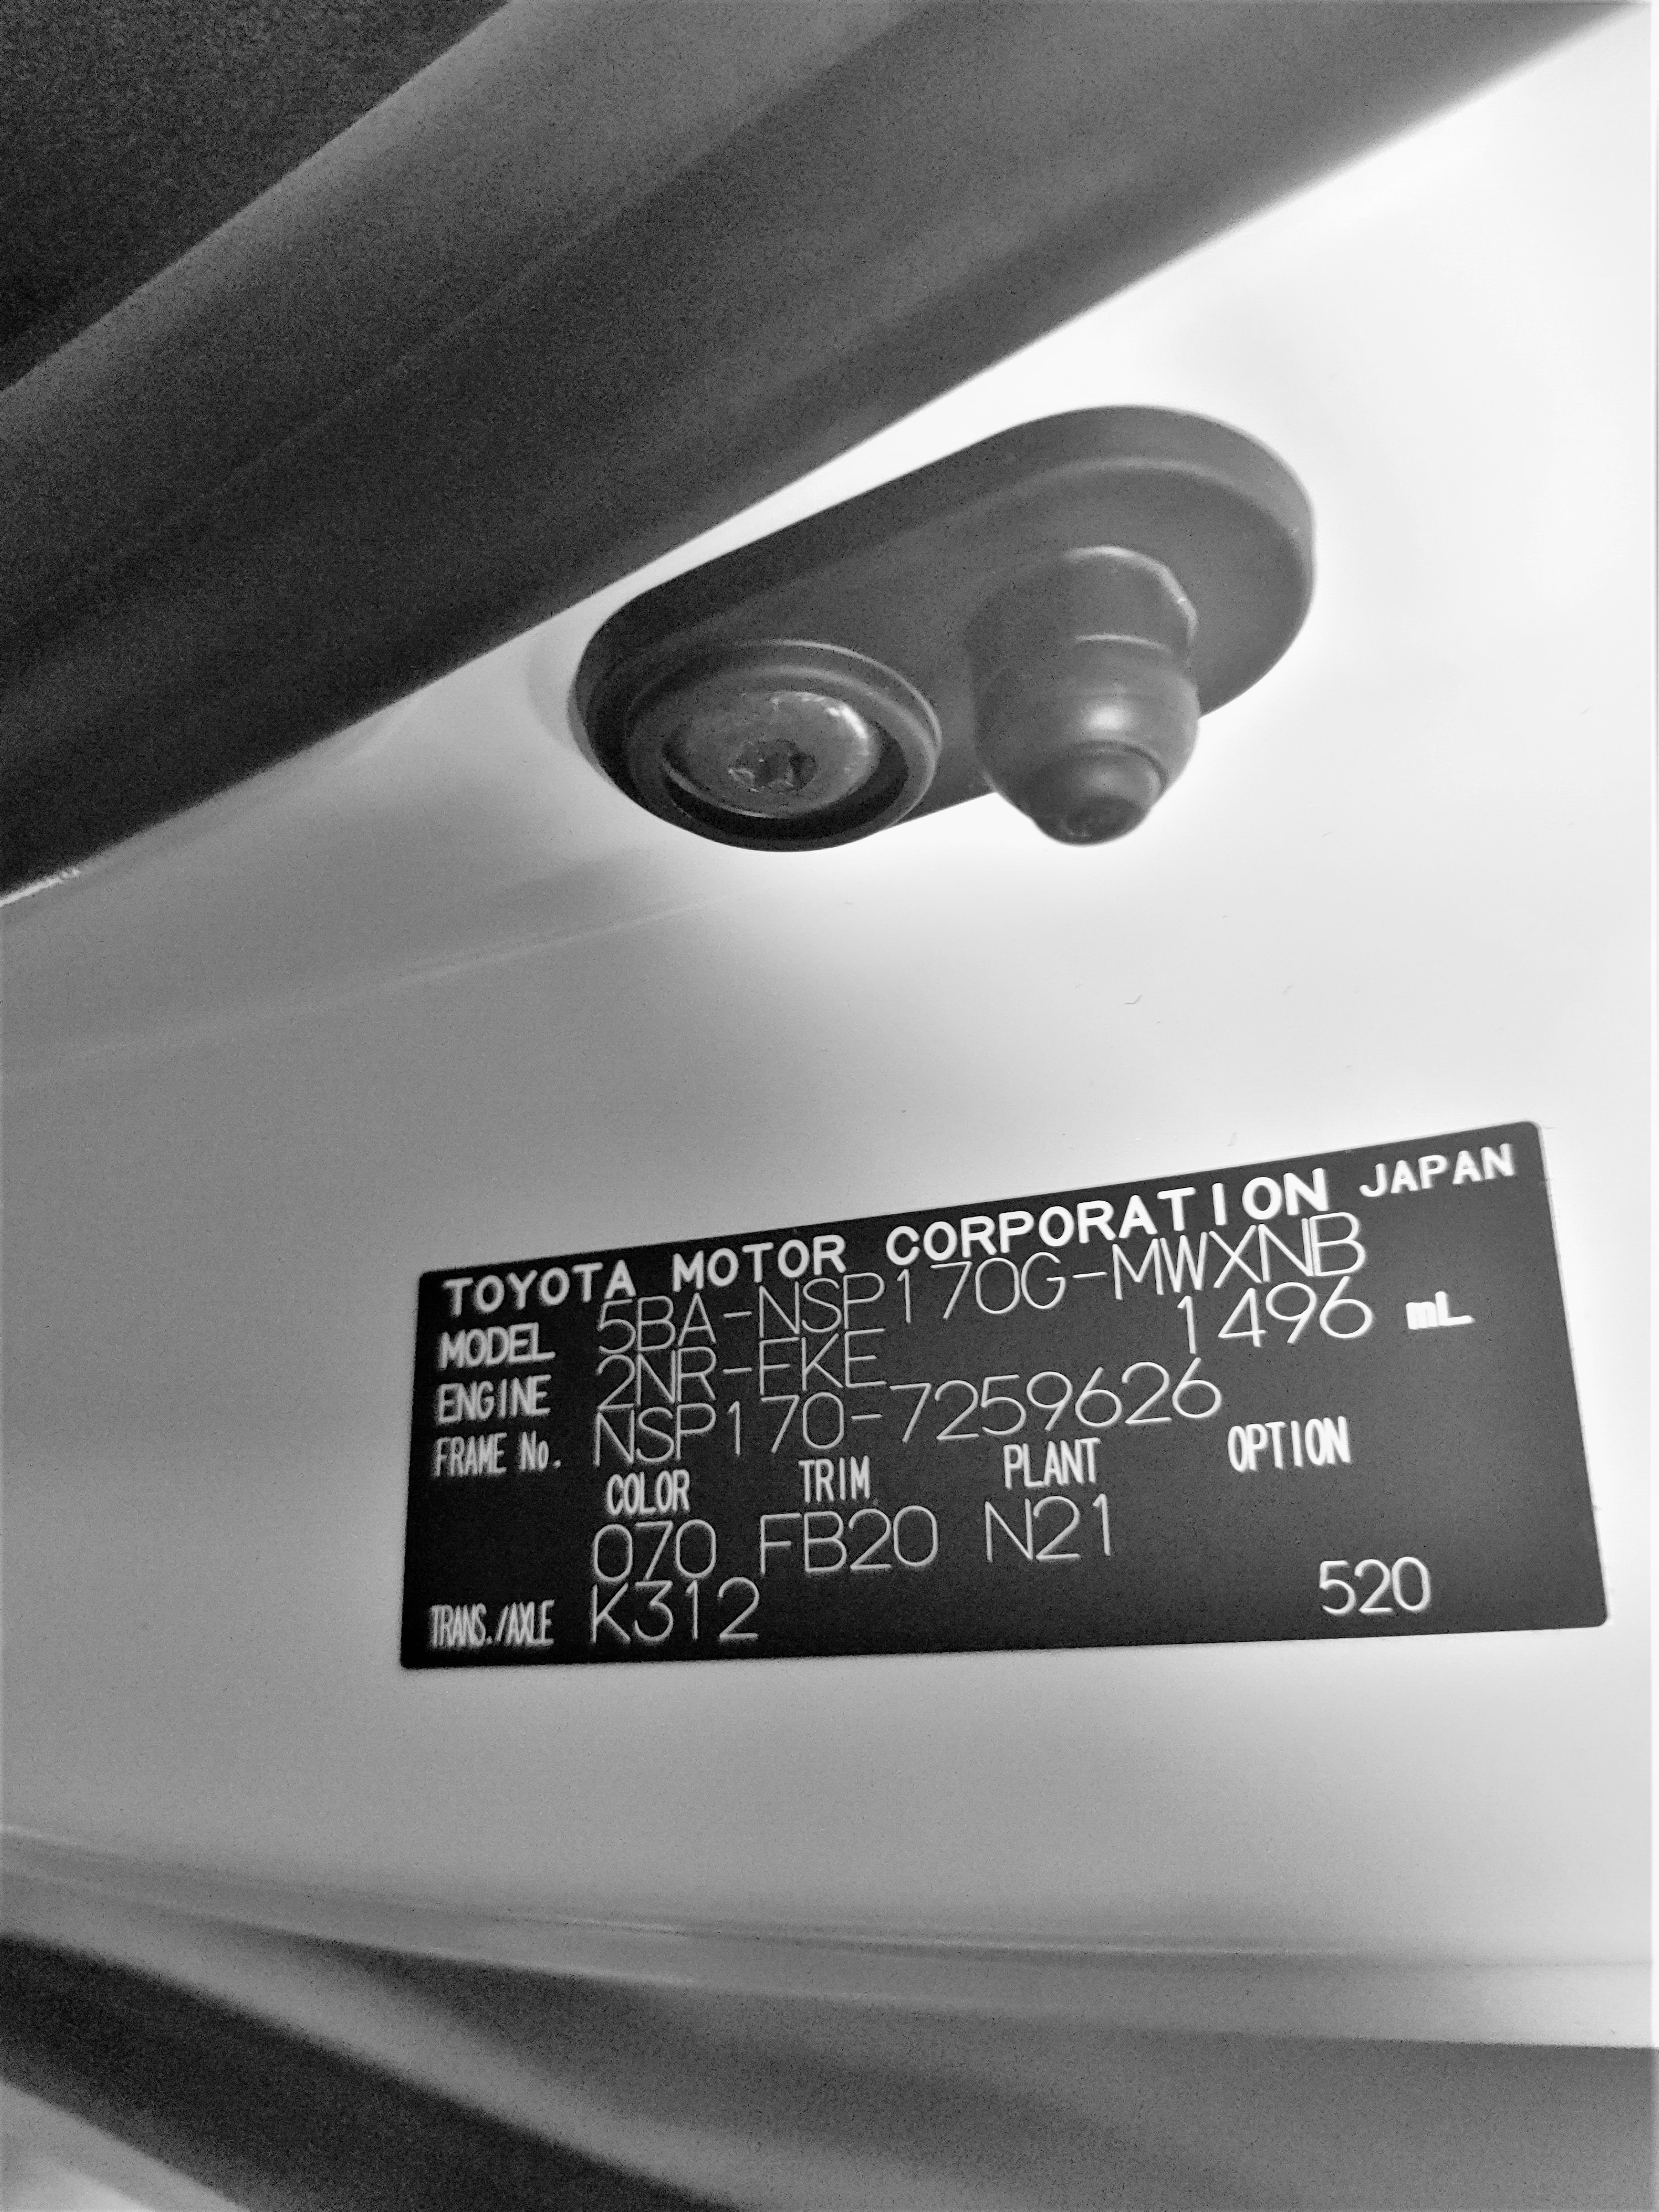 TOYOTA MOTOR CORPORATION JAPAN
MODEL 5BA-NSP170G-MWXNB
ENGINE 2NR-FKE 1496 mL
FRAME No. NSP170-7259626
COLOR TRIM PLANT OPTION
070 FB20 N21
TRANS./AXLE K312 520